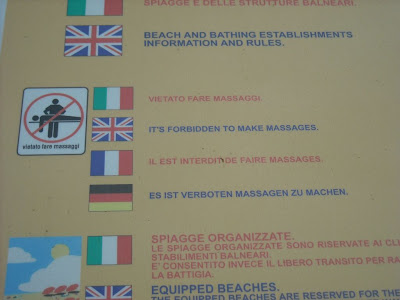 SPIAGGE E DELLE STRUTTURE BALNEARI.
BEACH AND BATHING ESTABLISHMENTS
INFORMATION AND RULES.
vietato fare massaggi
VIETATO FARE MASSAGGI.
IT'S FORBIDDEN TO MAKE MASSAGES.
IL EST INTERDIT DE FAIRE MASSAGES.
ES IST VERBOTEN MASSAGEN ZU MACHEN.
SPIAGGE ORGANIZZATE.
LE SPIAGGE ORGANIZZATE SONO RISERVATE AI CL
STABILIMENTI BALNEARI.
E' CONSENTITO INVECE IL LIBERO TRANSITO PER RA
LA BATTIGIA.
EQUIPPED BEACHES.
THE EQUIPPED BEACHES ARE RESERVED FOR THE